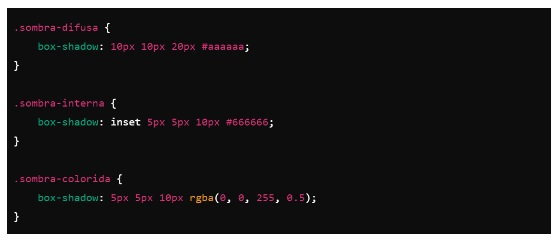 .sombra-difusa {
    box-shadow: 10px 10px 20px #aaaaaa;
}

.sombra-interna {
    box-shadow: inset 5px 5px 10px #666666;
}

.sombra-colorida {
    box-shadow: 5px 5px 10px rgba(0, 0, 255, 0.5);
}